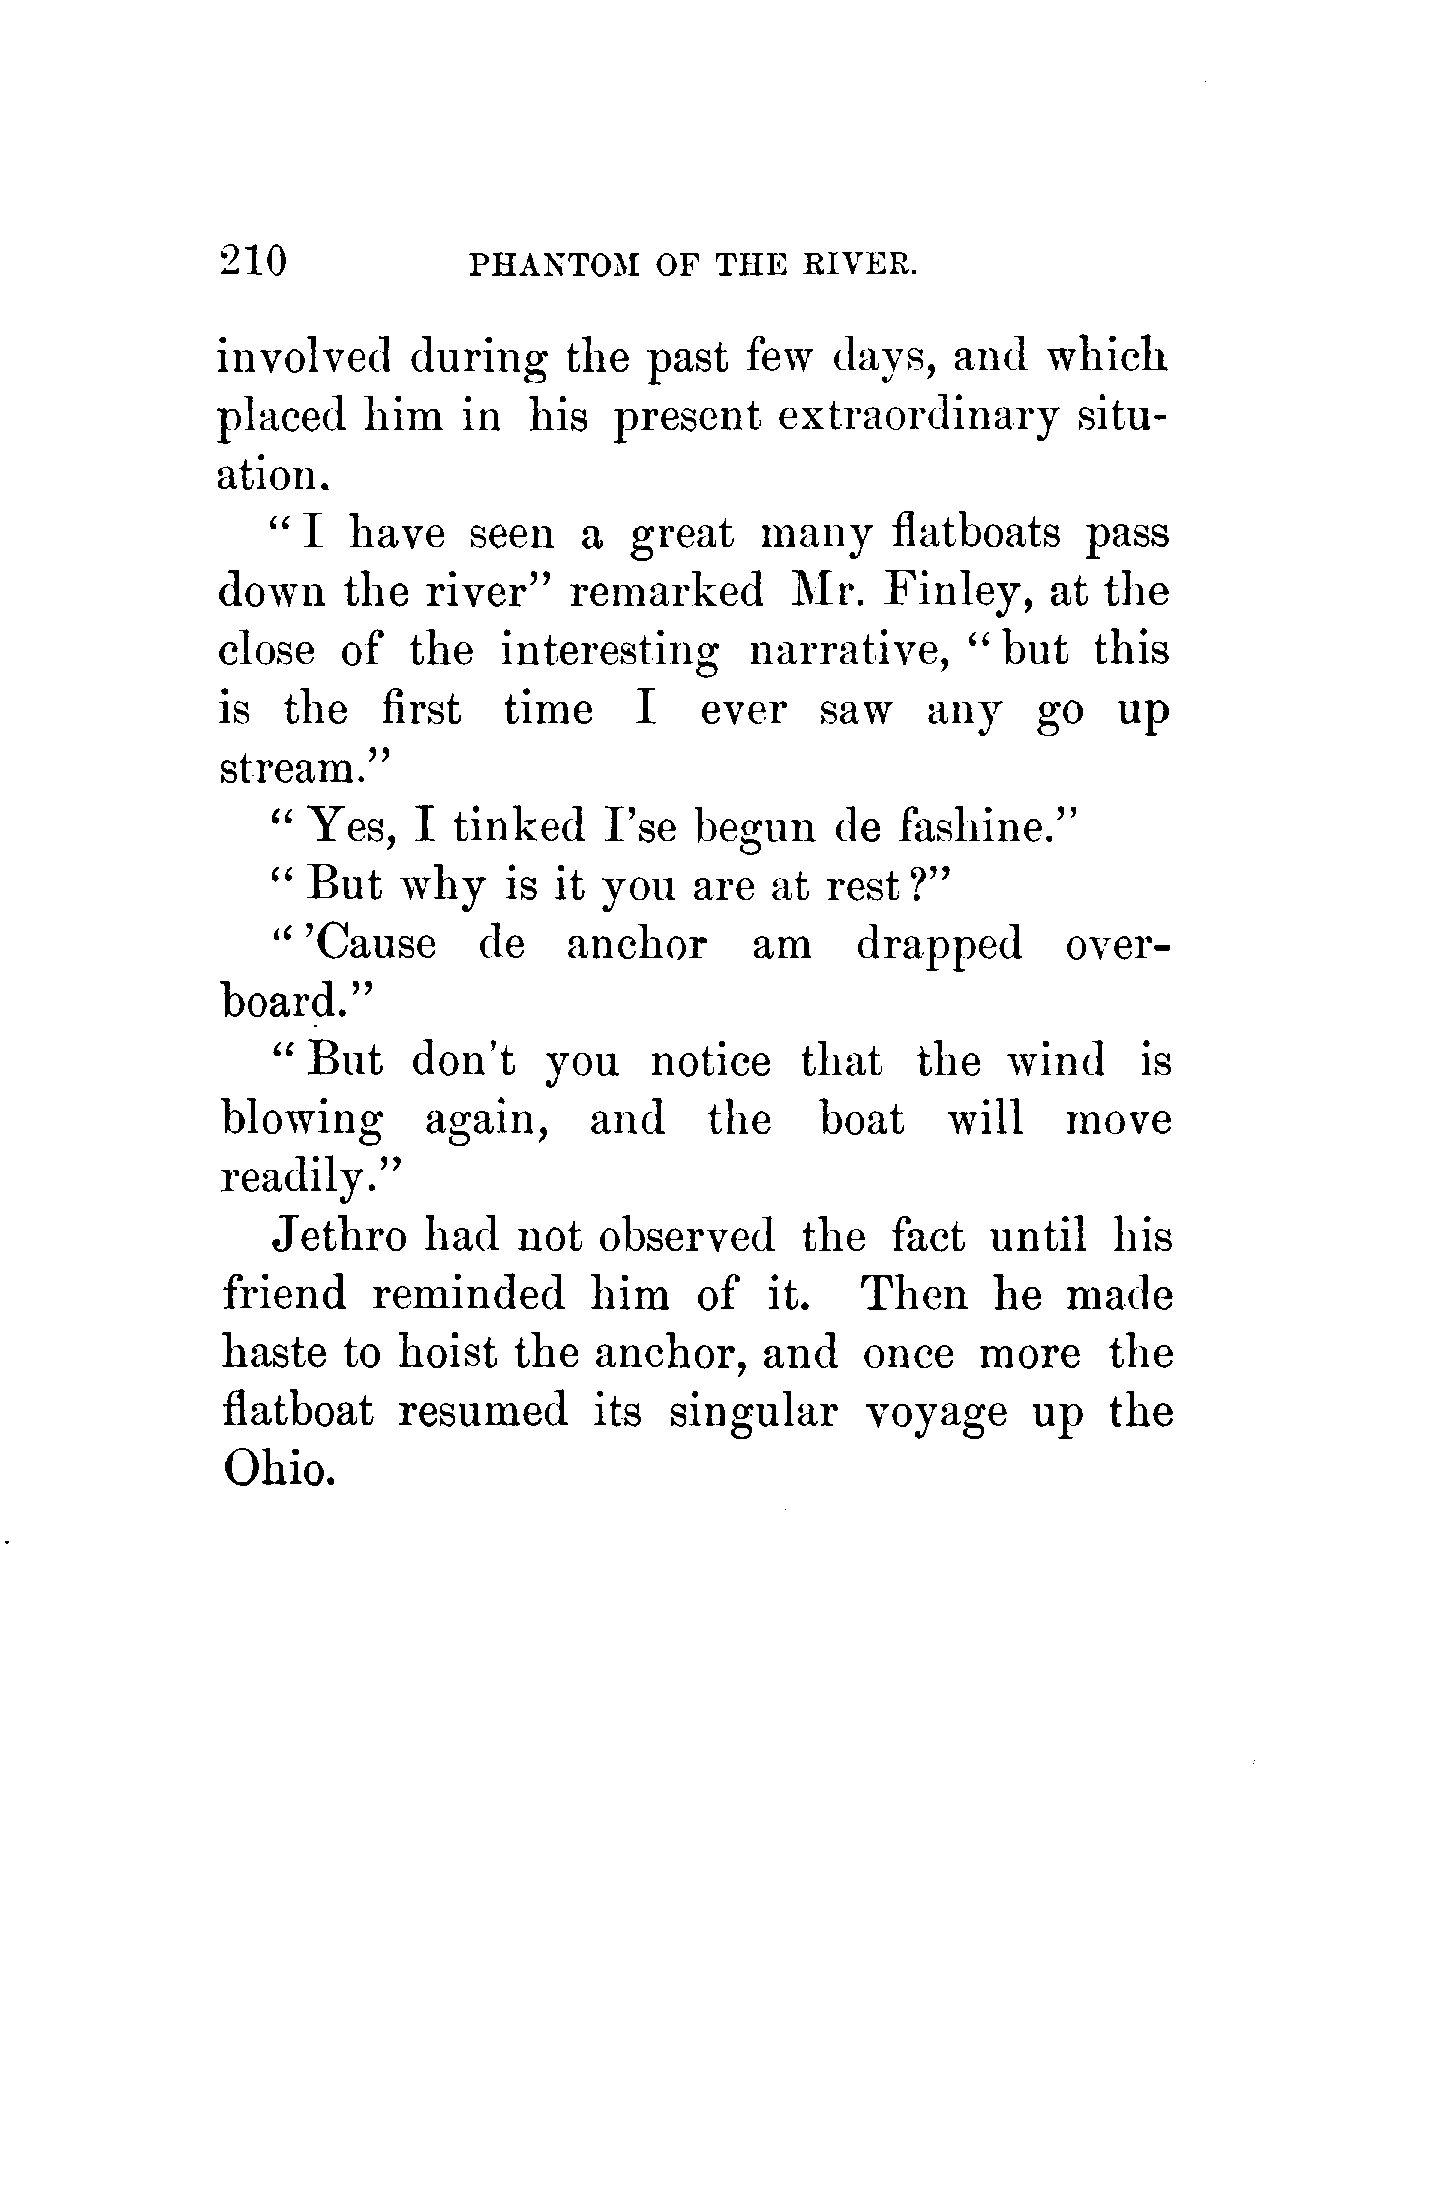 210 PHANTOM OF THE RIVER.
involved during the past few days, and which
placed him in his present extraordinary situ-
ation.
“I have seen a great many flatboats pass
down the river” remarked Mr. Finley, at the
close of the interesting narrative, “but this
is the first time I ever saw any go up
stream.”
“Yes, I tinked I’se begun de fashine.”
“But why is it you are at rest?”
“’Cause de anchor am drapped over-
board.”
“But don’t you notice that the wind is
blowing again, and the boat will move
readily.”
Jethro had not observed the fact until his
friend reminded him of it. Then he made
haste to hoist the anchor, and once more the
flatboat resumed its singular voyage up the
Ohio.